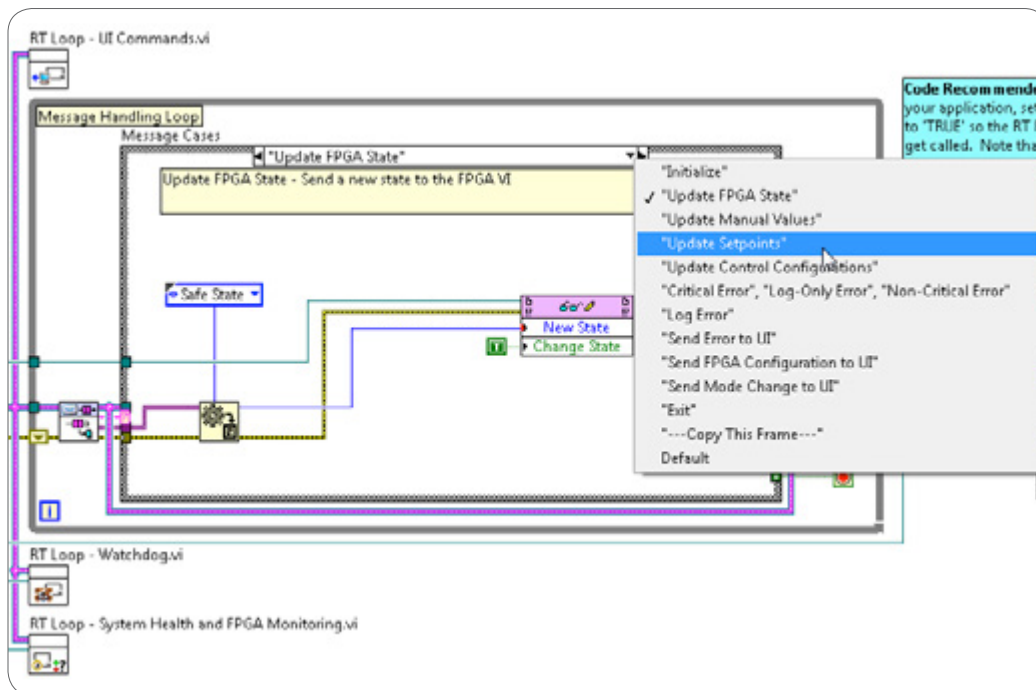 RT Loop - UI Commands.vi
Message Handling Loop
Message Cases
"Update FPGA State"
Update FPGA State - Send a new state to the FPGA VI
Safe State
New State
Change State
Code Recommende
your application, set
to 'TRUE' so the RT
get called. Note tha
"Initialize"
✓ "Update FPGA State"
"Update Manual Values"
"Update Setpoints"
"Update Control Configurations"
"Critical Error", "Log-Only Error", "Non-Critical Error"
"Log Error"
"Send Error to UI"
"Send FPGA Configuration to UI"
"Send Mode Change to UI"
"Exit"
"---Copy This Frame---"
Default
i
RT Loop - Watchdog.vi
RT Loop - System Health and FPGA Monitoring.vi